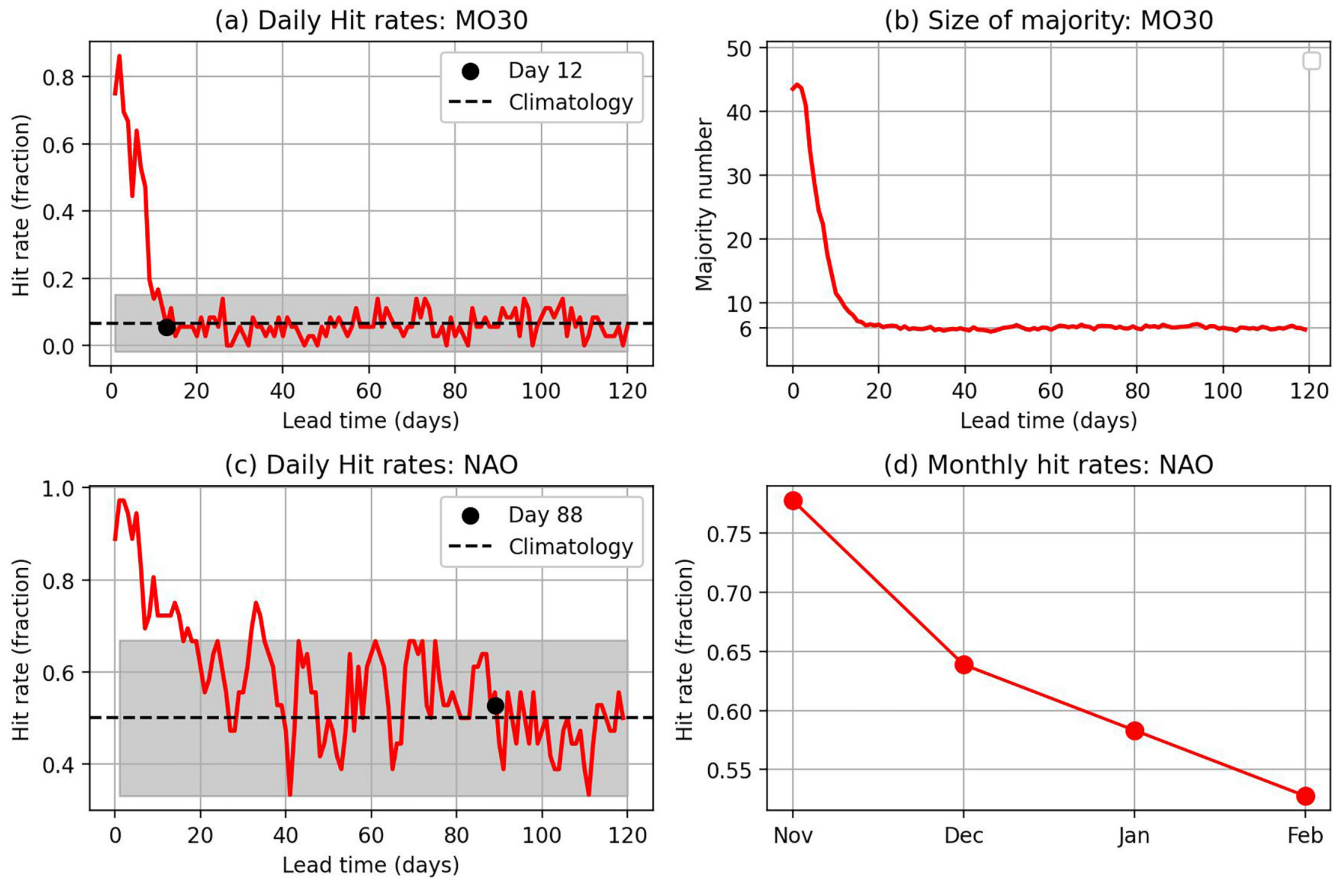 (a) Daily Hit rates: MO30
Hit rate (fraction)
0.8
0.6
0.4
0.2
0.0
Day 12
Climatology
0 20 40 60 80 100 120
Lead time (days)
(b) Size of majority: MO30
Majority number
50
40
30
20
10
6
0 20 40 60 80 100 120
Lead time (days)
(c) Daily Hit rates: NAO
Hit rate (fraction)
1.0
0.8
0.6
0.4
Day 88
Climatology
0 20 40 60 80 100 120
Lead time (days)
(d) Monthly hit rates: NAO
Hit rate (fraction)
0.75
0.70
0.65
0.60
0.55
Nov Dec Jan Feb